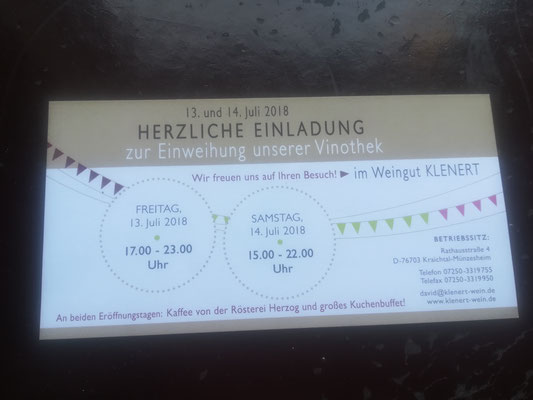 13. und 14. Juli 2018
HERZLICHE EINLADUNG
zur Einweihung unserer Vinothek
Wir freuen uns auf Ihren Besuch! ► im Weingut KLENERT
FREITAG,
13. Juli 2018
17.00 - 23.00
Uhr
SAMSTAG,
14. Juli 2018
15.00 - 22.00
Uhr
BETRIEBSSITZ:
Rathausstraße 4
D-76703 Kraichtal-Münzesheim
Telefon 07250-3319755
Telefax 07250-3319950
david@klenert-wein.de
www.klenert-wein.de
An beiden Eröffnungstagen: Kaffee von der Rösterei Herzog und großes Kuchenbuffet!